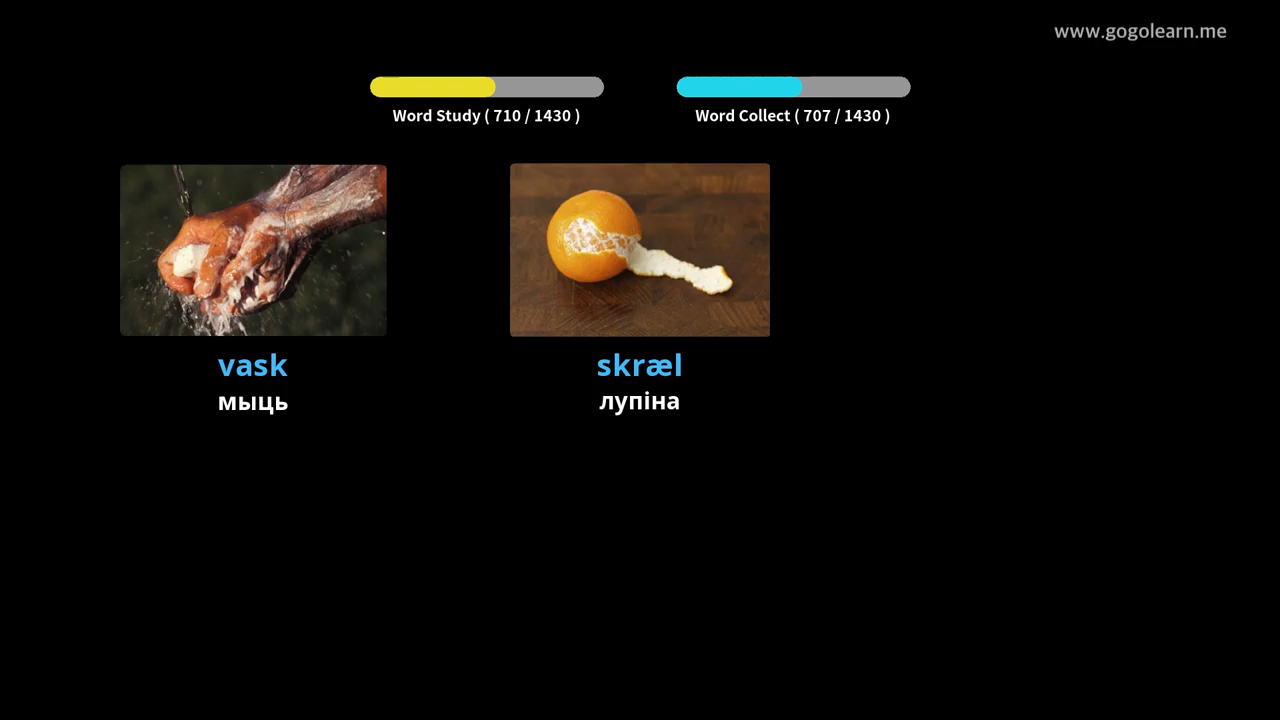 www.gogolearn.me
Word Study ( 710 / 1430 )
Word Collect ( 707 / 1430 )
vask
мыць
skræl
лупіна